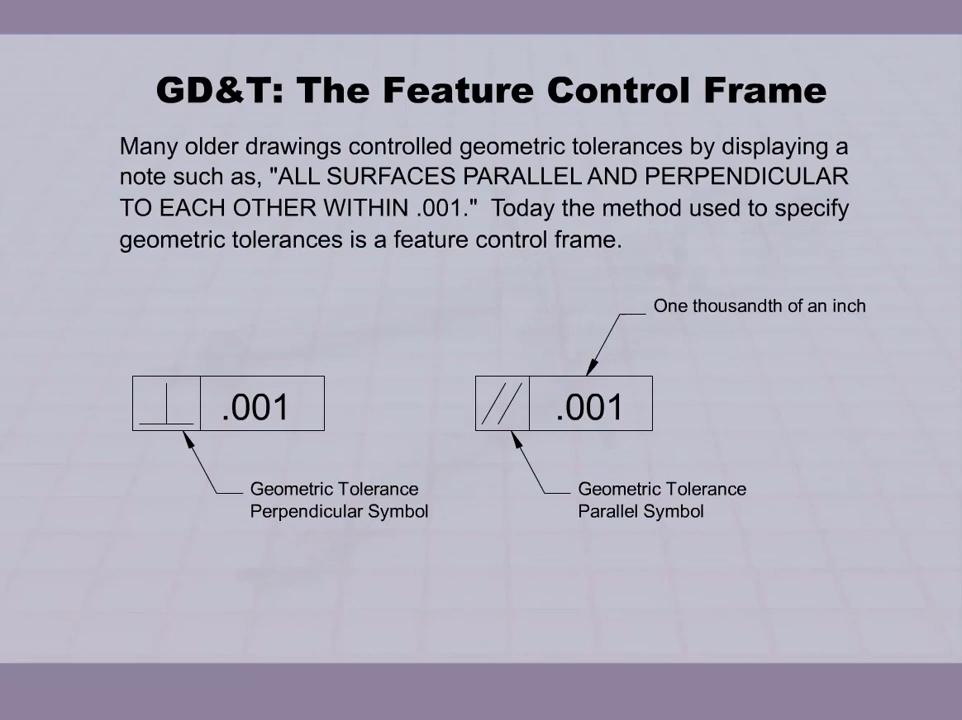 GD&T: The Feature Control Frame
Many older drawings controlled geometric tolerances by displaying a
note such as, "ALL SURFACES PARALLEL AND PERPENDICULAR
TO EACH OTHER WITHIN .001." Today the method used to specify
geometric tolerances is a feature control frame.
One thousandth of an inch
⊥ .001
// .001
Geometric Tolerance
Perpendicular Symbol
Geometric Tolerance
Parallel Symbol